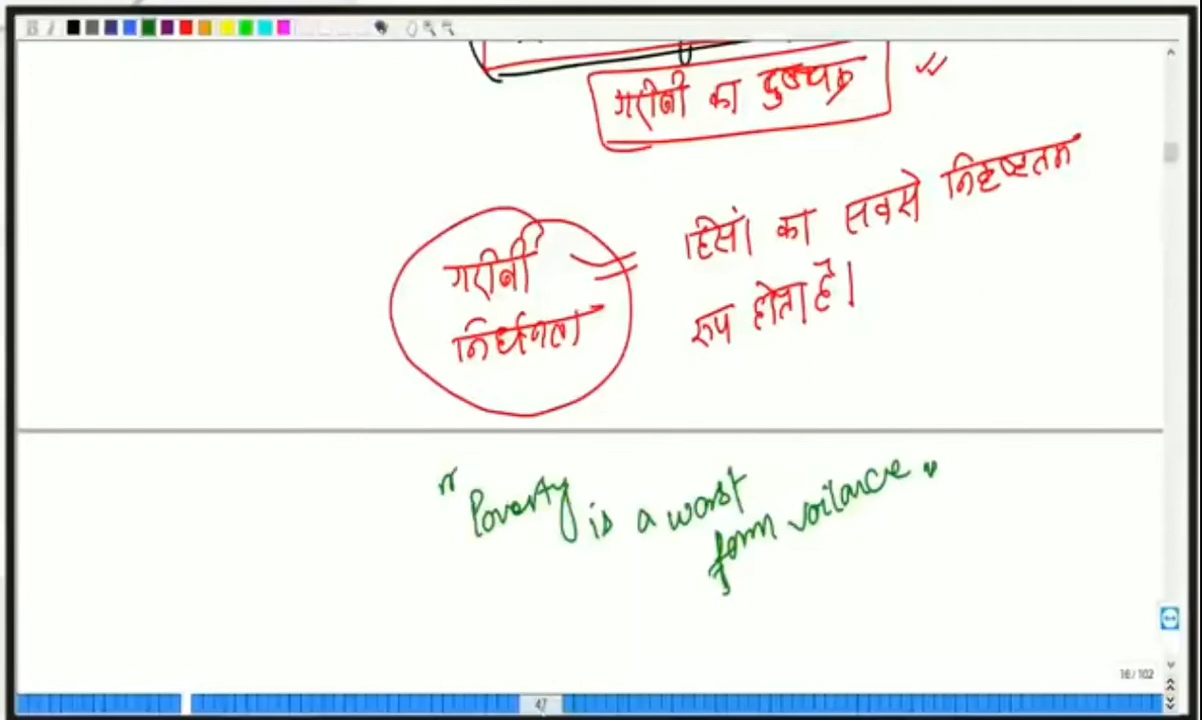 गरीबी का दुष्चक्र
हिसां का सबसे निकृष्टतम
गरीबी
निर्धनता
रूप होता है।
"Poverty is a worst
form voilance."
16 / 102
47